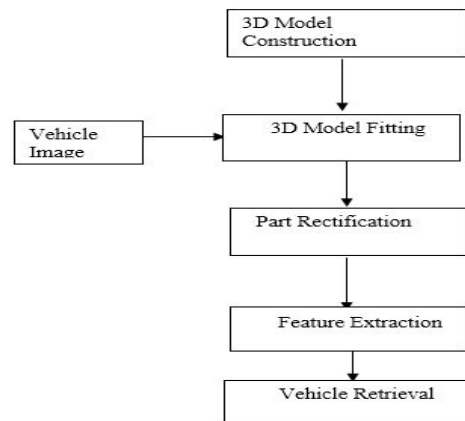 3D Model
Construction
Vehicle
Image
3D Model Fitting
Part Rectification
Feature Extraction
Vehicle Retrieval